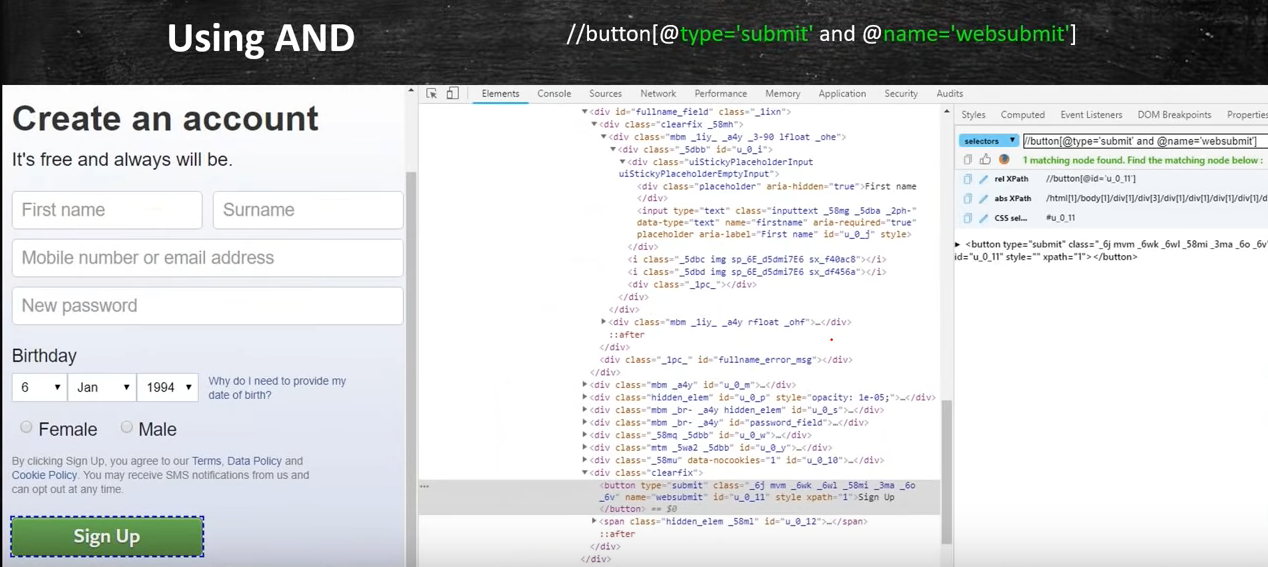 Using AND
//button[@type='submit' and @name='websubmit']
Create an account
It's free and always will be.
First name
Surname
Mobile number or email address
New password
Birthday
6
Jan
1994
Why do I need to provide my
date of birth?
Female
Male
By clicking Sign Up, you agree to our Terms, Data Policy and
Cookie Policy. You may receive SMS notifications from us and
can opt out at any time.
Sign Up
Elements Console Sources Network Performance Memory Application Security Audits
<div id="fullname_field" class="_1ixn">
<div class="clearfix _58mh">
<div class="mbm _1iy_ _a4y _3-90 lfloat _ohe">
<div class="_5dbb" id="u_0_i">
<div class="uiStickyPlaceholderInput
uiStickyPlaceholderEmptyInput">
<div class="placeholder" aria-hidden="true">First name
</div>
<input type="text" class="inputtext _58mg _5dba _2ph-"
data-type="text" name="firstname" aria-required="true"
placeholder aria-label="First name" id="u_0_j" style>
</div>
<i class="_5dbc img sp_6E_d5dmi7E6 sx_f40ac8"></i>
<i class="_5dbd img sp_6E_d5dmi7E6 sx_df456a"></i>
<div class="_1pc_"></div>
</div>
</div>
<div class="mbm _1iy_ _a4y rfloat _ohf">…</div>
::after
</div>
<div class="_1pc_" id="fullname_error_msg"></div>
</div>
<div class="mbm _a4y" id="u_0_m">…</div>
<div class="hidden_elem" id="u_0_p" style="opacity: 1e-05;">…</div>
<div class="mbm _br- _a4y hidden_elem" id="u_0_s">…</div>
<div class="mbm _br- _a4y" id="password_field">…</div>
<div class="_58mq _5dbb" id="u_0_w">…</div>
<div class="mtm _5wa2 _5dbb" id="u_0_y">…</div>
<div class="_58mu" data-nocookies="1" id="u_0_10">…</div>
<div class="clearfix">
<button type="submit" class="_6j mvm _6wk _6wl _58mi _3ma _6o
_6v" name="websubmit" id="u_0_11" style xpath="1">Sign Up
</button> == $0
<span class="hidden_elem _58ml" id="u_0_12">…</span>
::after
</div>
</div>
Styles Computed Event Listeners DOM Breakpoints Properties
selectors
//button[@type='submit' and @name='websubmit']
1 matching node found. Find the matching node below :
rel XPath //button[@id='u_0_11']
abs XPath /html[1]/body[1]/div[1]/div[3]/div[1]/div[1]/div[1]/div[1]/d
CSS sel... #u_0_11
<button type="submit" class="_6j mvm _6wk _6wl _58mi _3ma _6o _6v"
id="u_0_11" style="" xpath="1"></button>